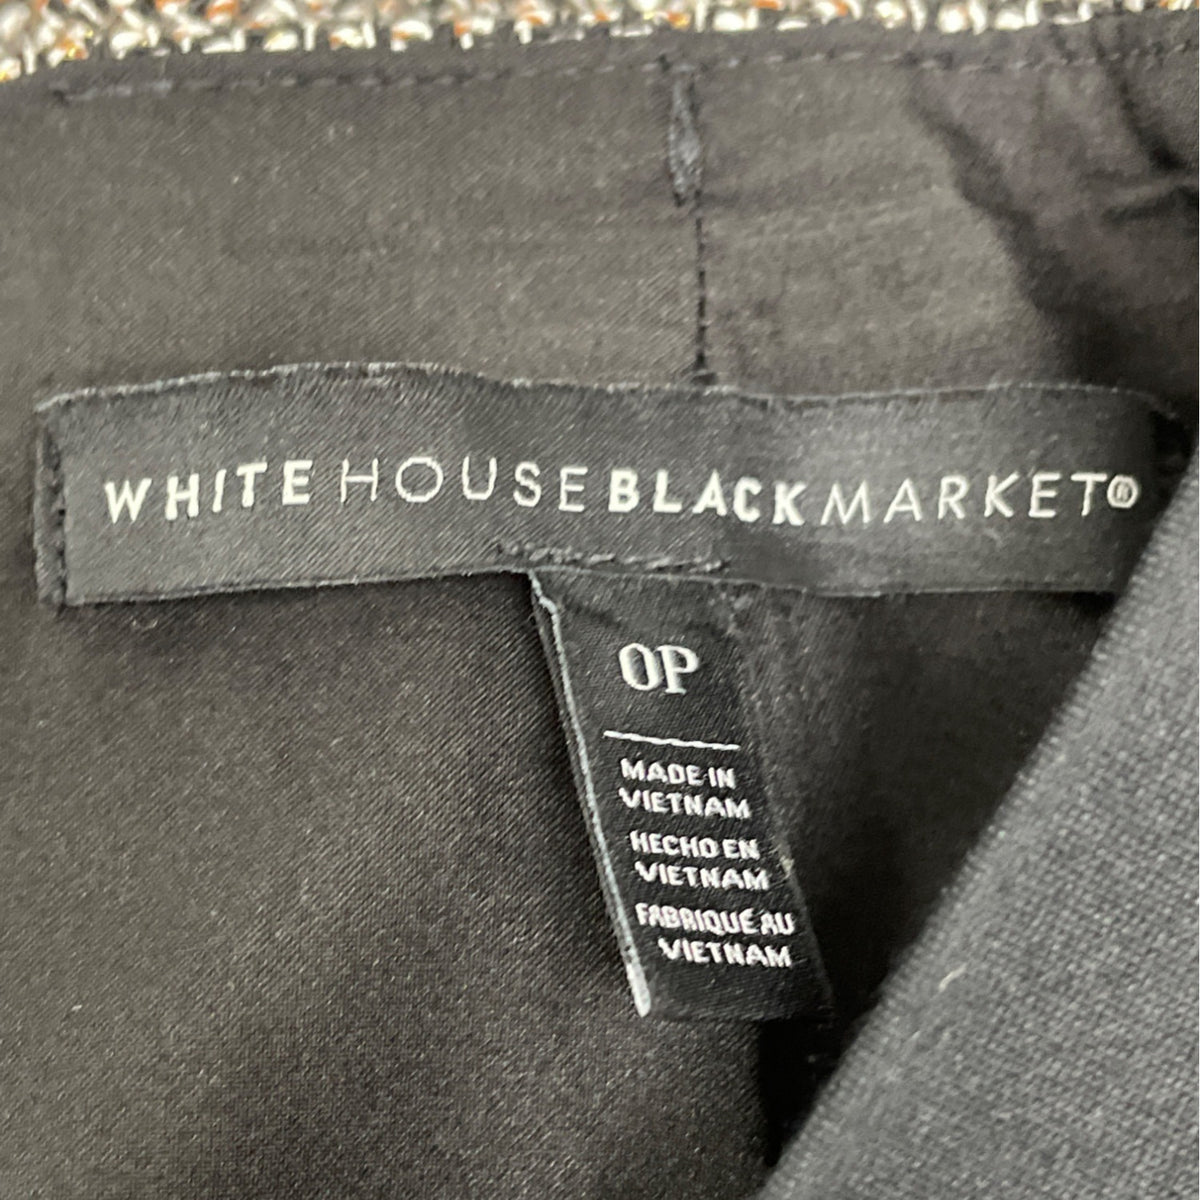 WHITE HOUSE BLACK MARKET®
0P
MADE IN
VIETNAM
HECHO EN
VIETNAM
FABRIQUÉ AU
VIETNAM